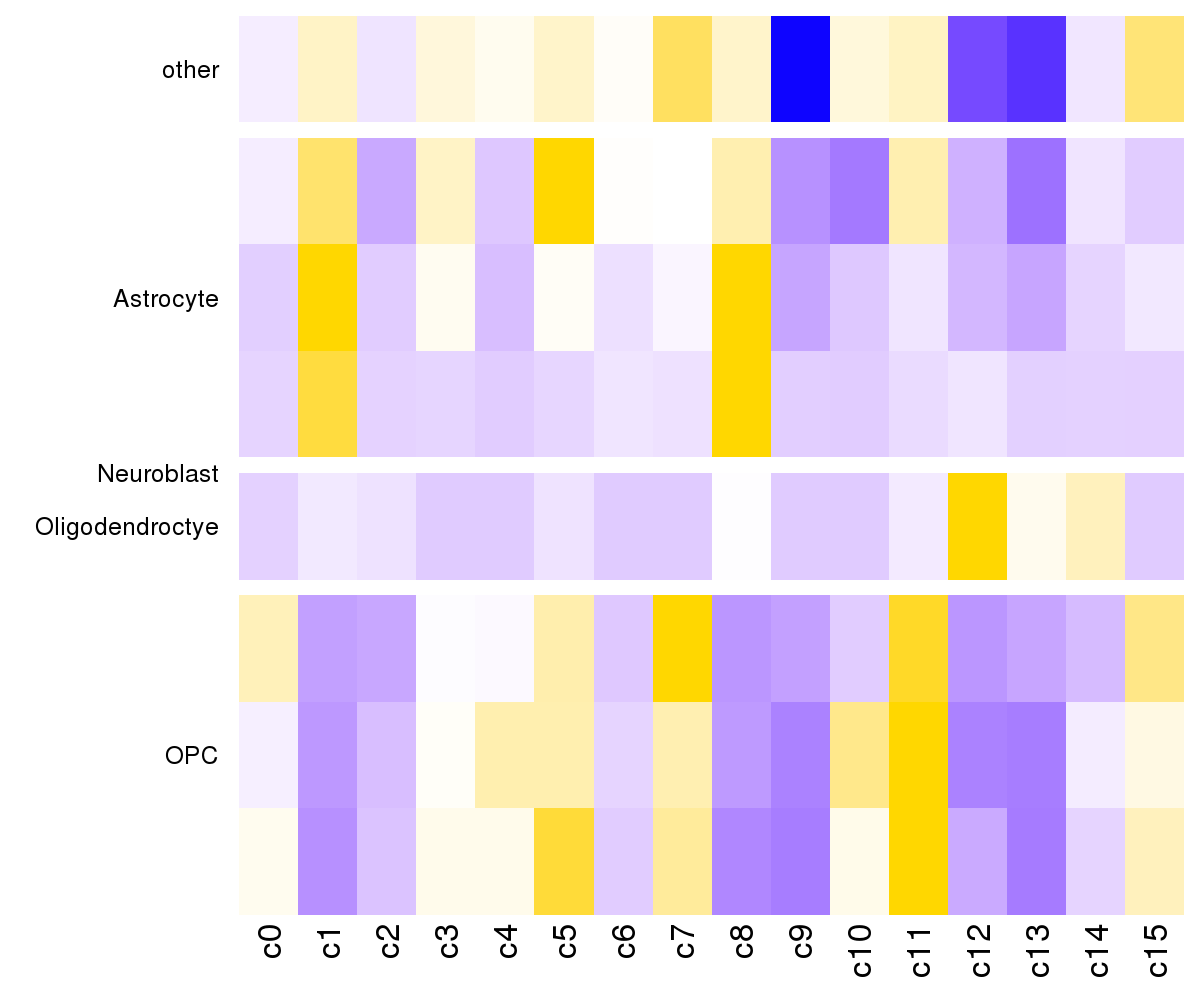 other
Astrocyte
Neuroblast
Oligodendroctye
OPC
c0 c1 c2 c3 c4 c5 c6 c7 c8 c9 c10 c11 c12 c13 c14 c15